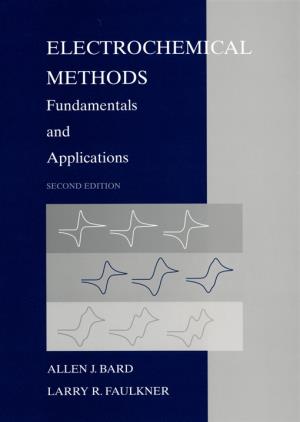 ELECTROCHEMICAL
METHODS
Fundamentals
and
Applications
SECOND EDITION
ALLEN J. BARD
LARRY R. FAULKNER